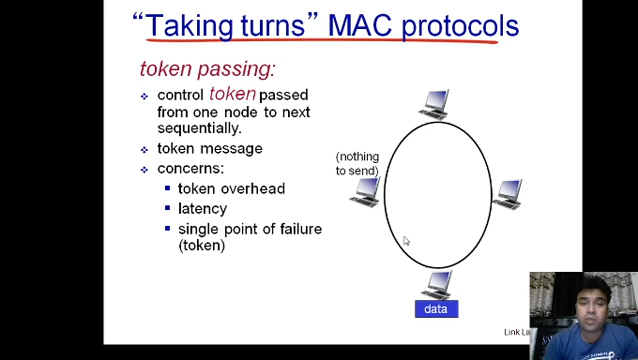 “Taking turns” MAC protocols
token passing:
control token passed
from one node to next
sequentially.
token message
concerns:
token overhead
latency
single point of failure
(token)
(nothing
to send)
data
Link La